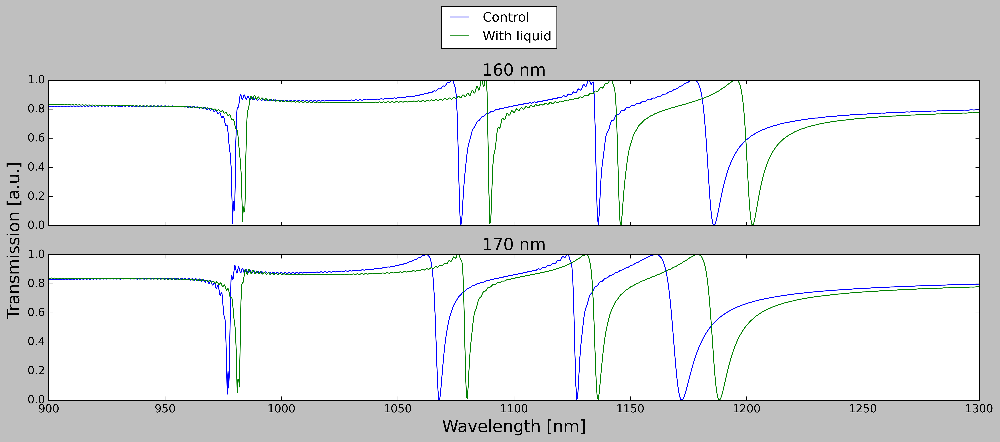 Control
With liquid
160 nm
1.0
0.8
0.6
0.4
0.2
0.0
Transmission [a.u.]
170 nm
1.0
0.8
0.6
0.4
0.2
0.0
900 950 1000 1050 1100 1150 1200 1250 1300
Wavelength [nm]